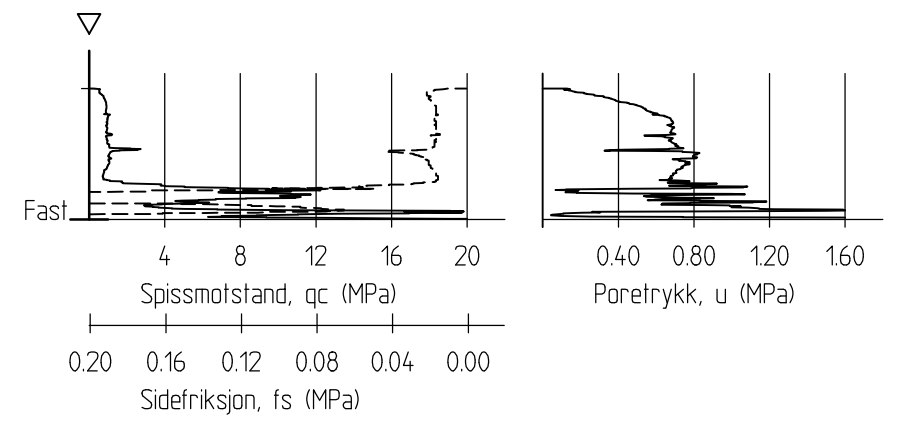 Fast
4 8 12 16 20
Spissmotstand, qc (MPa)
0.20 0.16 0.12 0.08 0.04 0.00
Sidefriksjon, fs (MPa)
0.40 0.80 1.20 1.60
Poretrykk, u (MPa)